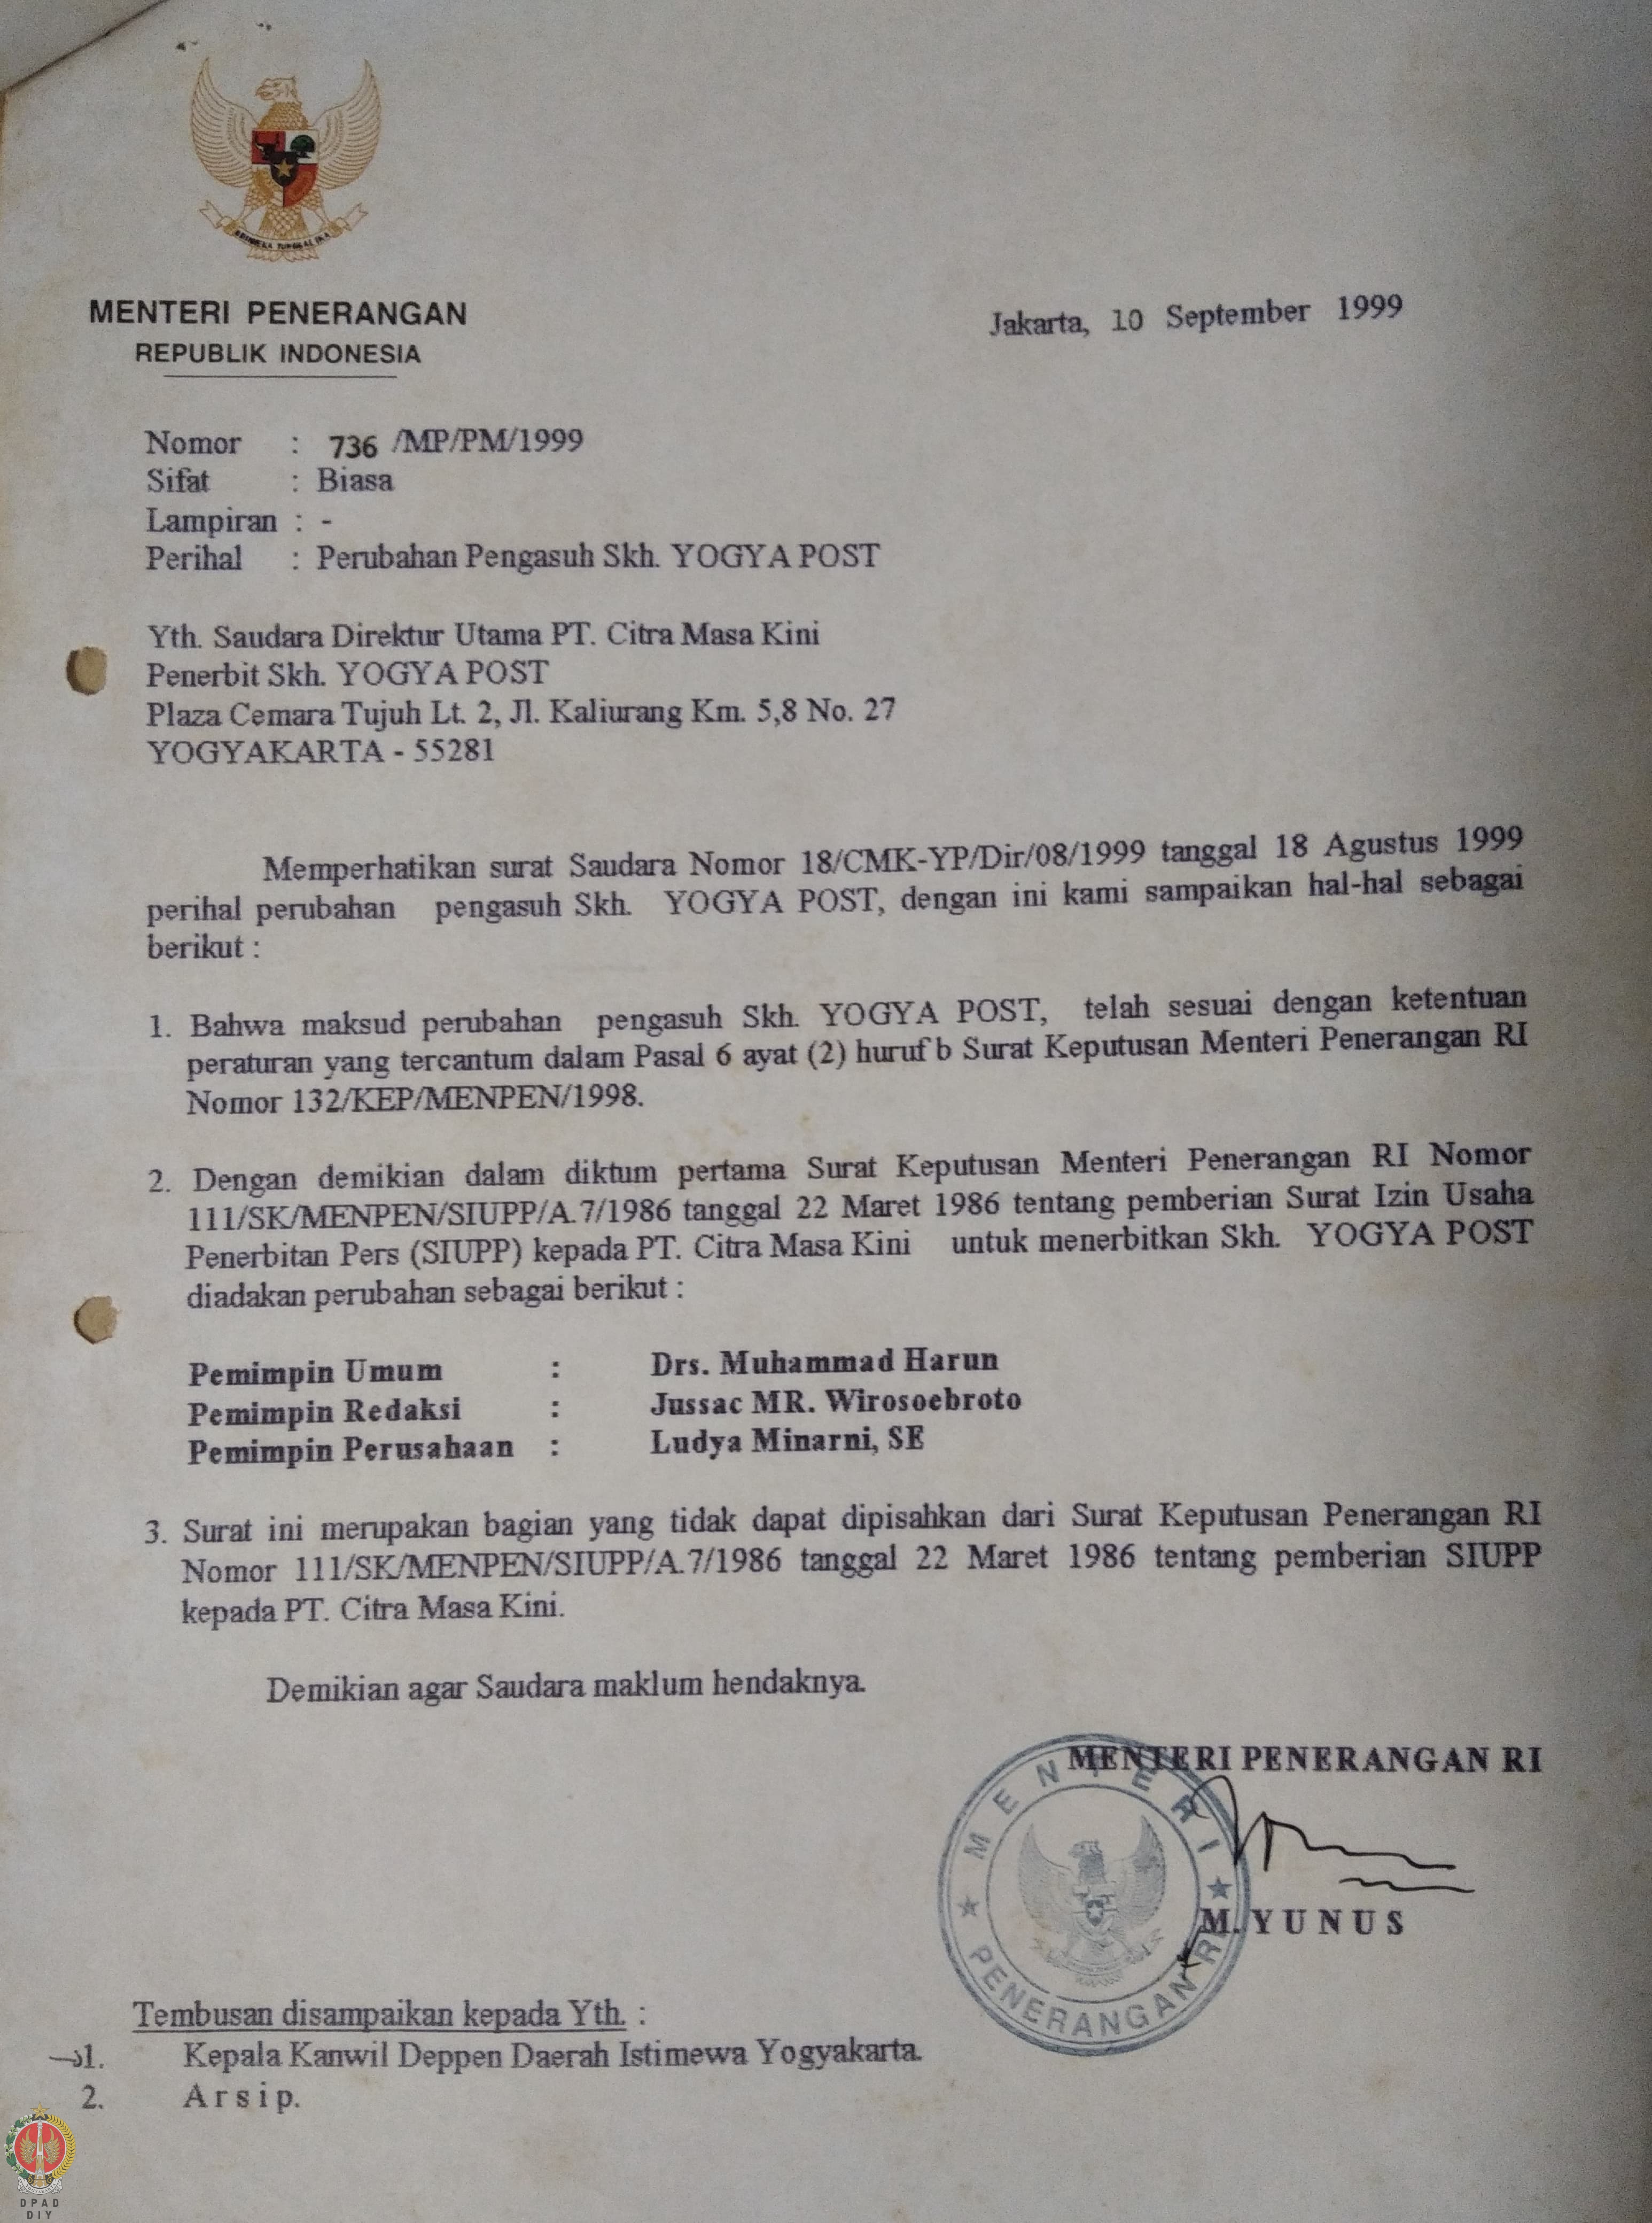 BHINNEKA TUNGGAL IKA
MENTERI PENERANGAN
REPUBLIK INDONESIA
Jakarta, 10 September 1999
Nomor : 736 /MP/PM/1999
Sifat : Biasa
Lampiran : -
Perihal : Perubahan Pengasuh Skh. YOGYA POST
Yth. Saudara Direktur Utama PT. Citra Masa Kini
Penerbit Skh. YOGYA POST
Plaza Cemara Tujuh Lt. 2, Jl. Kaliurang Km. 5,8 No. 27
YOGYAKARTA - 55281
Memperhatikan surat Saudara Nomor 18/CMK-YP/Dir/08/1999 tanggal 18 Agustus 1999
perihal perubahan pengasuh Skh. YOGYA POST, dengan ini kami sampaikan hal-hal sebagai
berikut :
1. Bahwa maksud perubahan pengasuh Skh. YOGYA POST, telah sesuai dengan ketentuan
peraturan yang tercantum dalam Pasal 6 ayat (2) huruf b Surat Keputusan Menteri Penerangan RI
Nomor 132/KEP/MENPEN/1998.
2. Dengan demikian dalam diktum pertama Surat Keputusan Menteri Penerangan RI Nomor
111/SK/MENPEN/SIUPP/A.7/1986 tanggal 22 Maret 1986 tentang pemberian Surat Izin Usaha
Penerbitan Pers (SIUPP) kepada PT. Citra Masa Kini untuk menerbitkan Skh. YOGYA POST
diadakan perubahan sebagai berikut :
Pemimpin Umum : Drs. Muhammad Harun
Pemimpin Redaksi : Jussac MR. Wirosoebroto
Pemimpin Perusahaan : Ludya Minarni, SE
3. Surat ini merupakan bagian yang tidak dapat dipisahkan dari Surat Keputusan Penerangan RI
Nomor 111/SK/MENPEN/SIUPP/A.7/1986 tanggal 22 Maret 1986 tentang pemberian SIUPP
kepada PT. Citra Masa Kini.
Demikian agar Saudara maklum hendaknya.
MENTERI PENERANGAN RI
MENTERI
PENERANGAN RI
M. YUNUS
Tembusan disampaikan kepada Yth. :
1. Kepala Kanwil Deppen Daerah Istimewa Yogyakarta.
2. Arsip.
DPAD
DIY